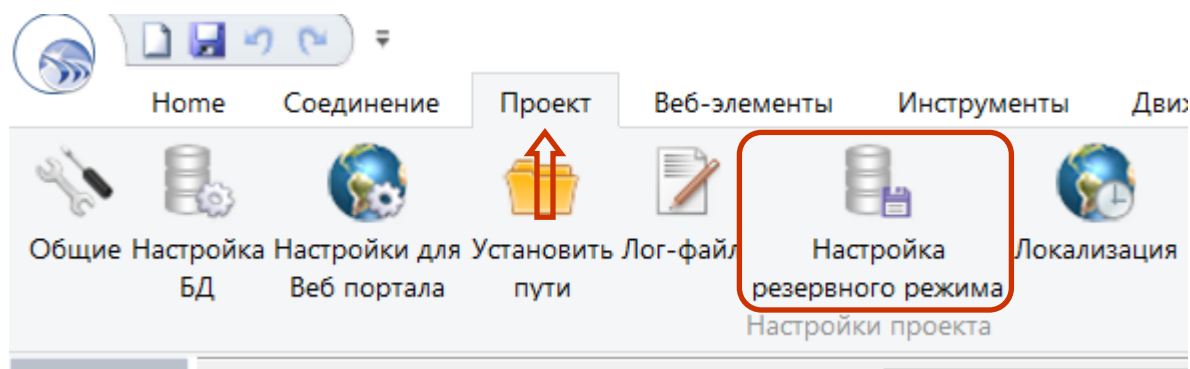 Home Соединение Проект Веб-элементы Инструменты
Общие Настройка Настройки для Установить Лог-файл Настройка Локализация
БД Веб портала пути резервного режима
Настройки проекта